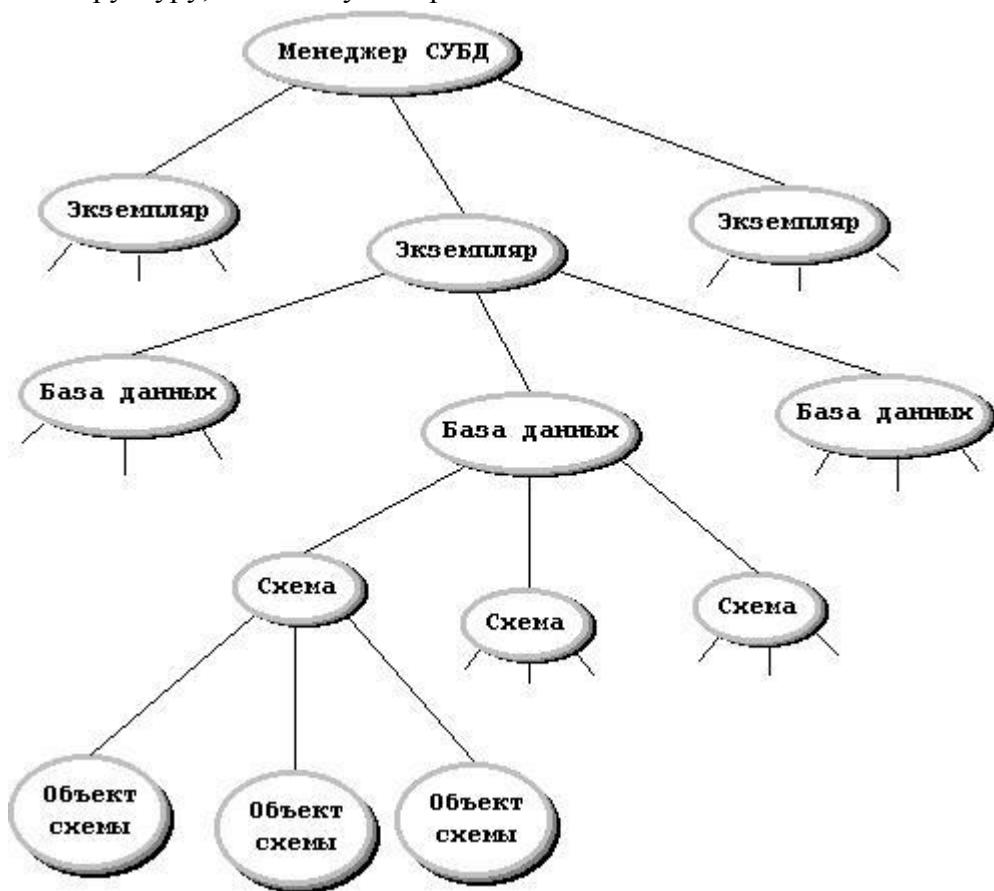 Менеджер СУБД
Экземпляр
Экземпляр
Экземпляр
База данных
База данных
База данных
Схема
Схема
Схема
Объект
схемы
Объект
схемы
Объект
схемы